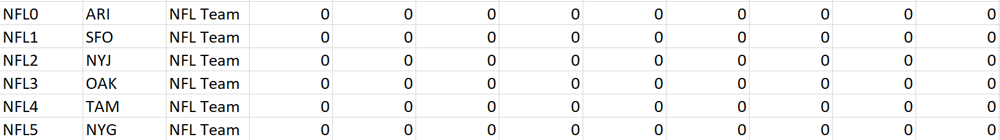 NFL0 ARI NFL Team 0 0 0 0 0 0 0 0 0
NFL1 SFO NFL Team 0 0 0 0 0 0 0 0 0
NFL2 NYJ NFL Team 0 0 0 0 0 0 0 0 0
NFL3 OAK NFL Team 0 0 0 0 0 0 0 0 0
NFL4 TAM NFL Team 0 0 0 0 0 0 0 0 0
NFL5 NYG NFL Team 0 0 0 0 0 0 0 0 0